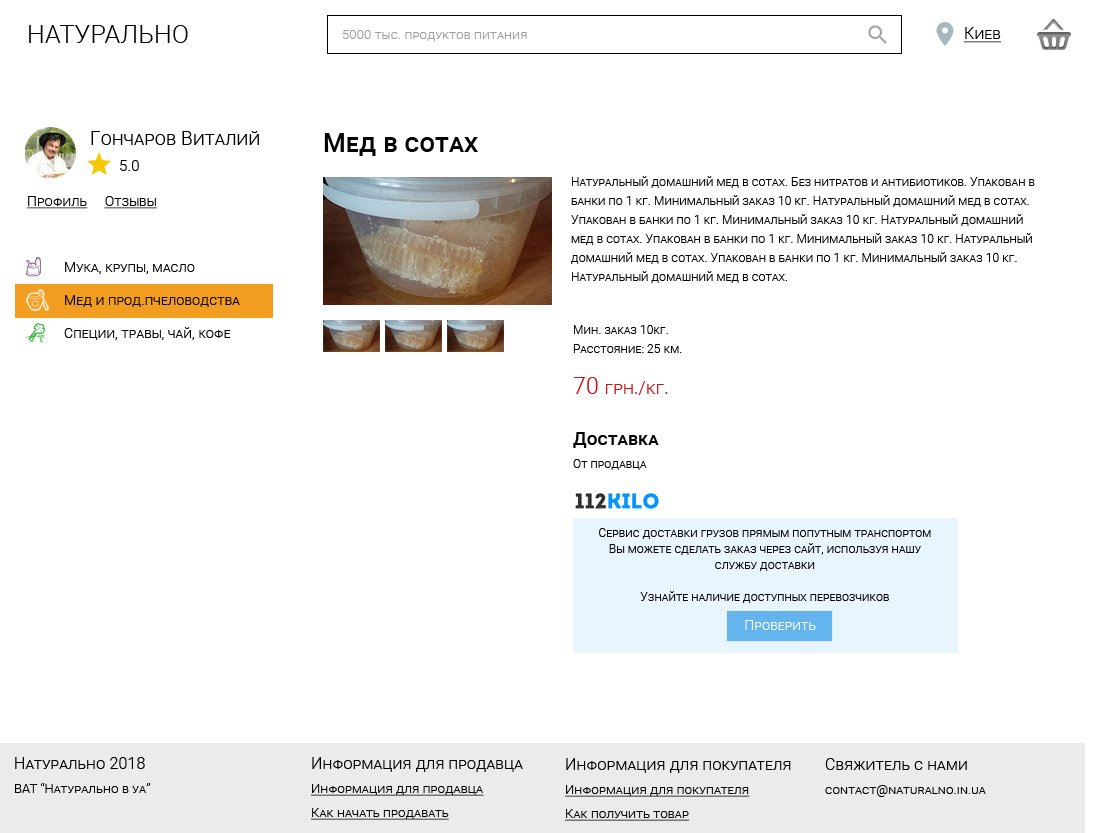 НАТУРАЛЬНО
5000 тыс. продуктов питания
Киев
Гончаров Виталий
5.0
Профиль Отзывы
Мука, крупы, масло
Мед и прод.пчеловодства
Специи, травы, чай, кофе
Мед в сотах
Натуральный домашний мед в сотах. Без нитратов и антибиотиков. Упакован в
банки по 1 кг. Минимальный заказ 10 кг. Натуральный домашний мед в сотах.
Упакован в банки по 1 кг. Минимальный заказ 10 кг. Натуральный домашний
мед в сотах. Упакован в банки по 1 кг. Минимальный заказ 10 кг. Натуральный
домашний мед в сотах. Упакован в банки по 1 кг. Минимальный заказ 10 кг.
Натуральный домашний мед в сотах.
Мин. заказ 10кг.
Расстояние: 25 км.
70 грн./кг.
Доставка
От продавца
112KILO
Сервис доставки грузов прямым попутным транспортом
Вы можете сделать заказ через сайт, используя нашу
службу доставки
Узнайте наличие доступных перевозчиков
Проверить
Натурально 2018
ВАТ “Натурально в уа”
Информация для продавца
Информация для продавца
Как начать продавать
Информация для покупателя
Информация для покупателя
Как получить товар
Свяжитель с нами
contact@naturalno.in.ua